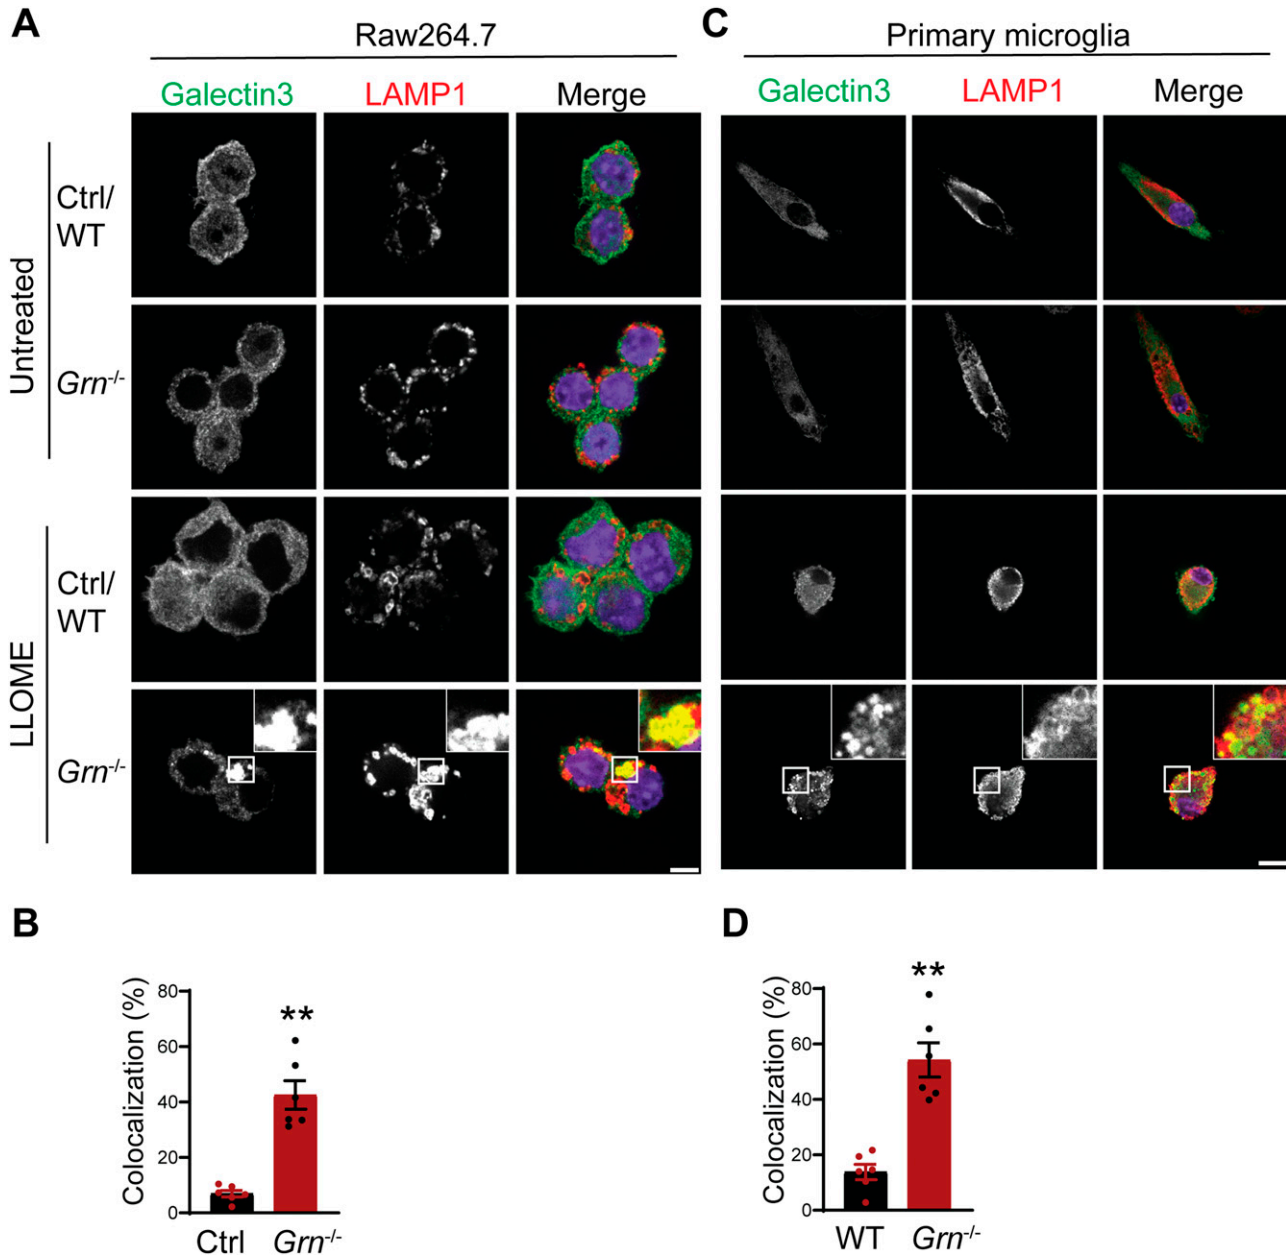 A
Raw264.7
Galectin3 LAMP1 Merge
Untreated
Ctrl/
WT
Grn-/-
LLOME
Ctrl/
WT
Grn-/-
C
Primary microglia
Galectin3 LAMP1 Merge
B
Colocalization (%)
80
60
40
20
0
**
Ctrl Grn-/-
D
Colocalization (%)
80
60
40
20
0
**
WT Grn-/-